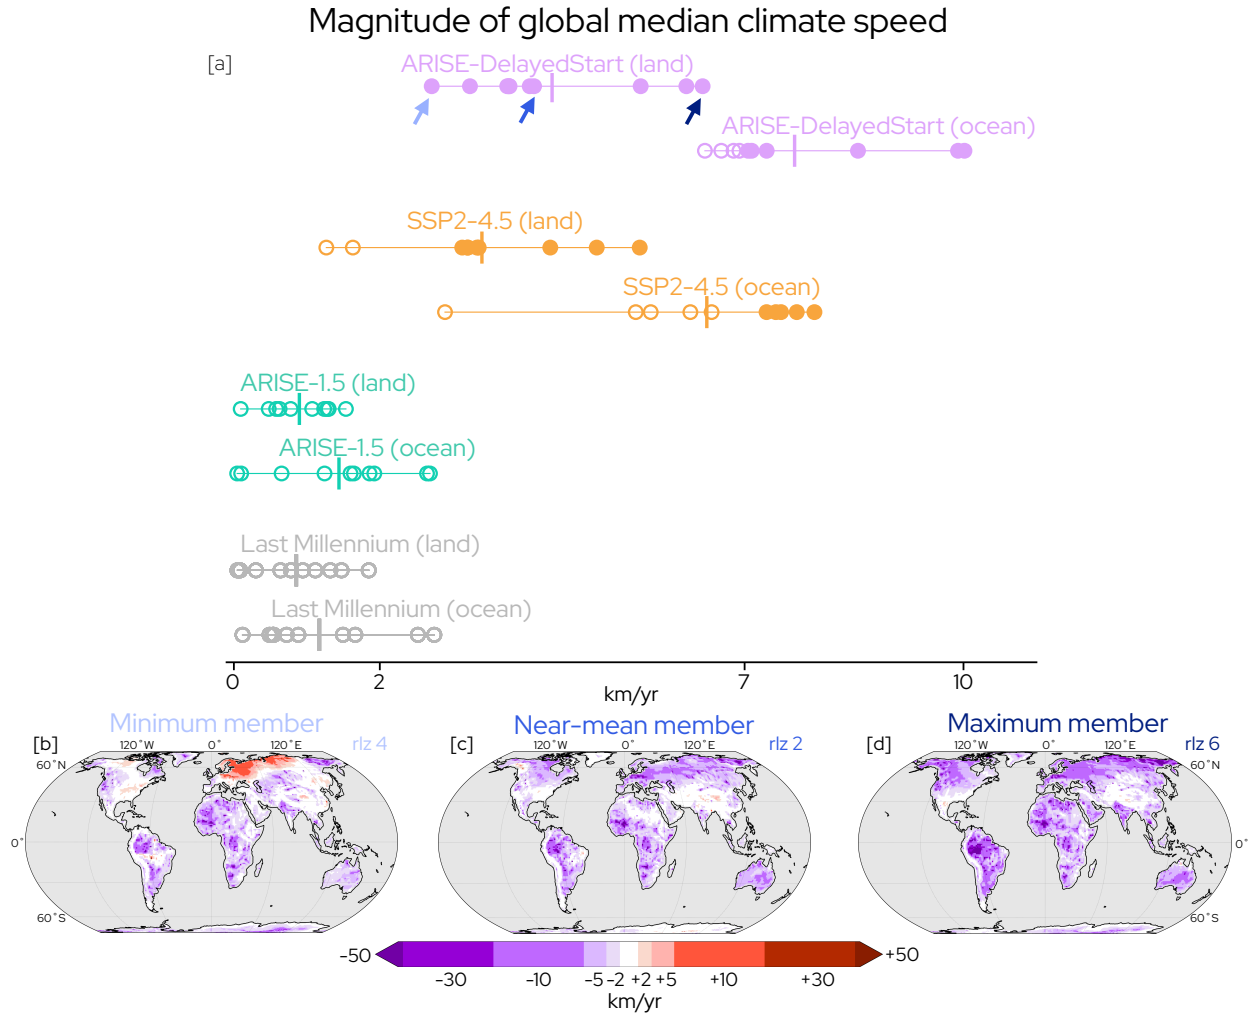 Magnitude of global median climate speed
[a]
ARISE-DelayedStart (land)
ARISE-DelayedStart (ocean)
SSP2-4.5 (land)
SSP2-4.5 (ocean)
ARISE-1.5 (land)
ARISE-1.5 (ocean)
Last Millennium (land)
Last Millennium (ocean)
0 2 7 10
km/yr
Minimum member Near-mean member Maximum member
[b] 120°W 0° 120°E rlz 4 [c] 120°W 0° 120°E rlz 2 [d] 120°W 0° 120°E rlz 6
60°N 60°N
0° 0°
60°S 60°S
-50 +50
-30 -10 -5 -2 +2 +5 +10 +30
km/yr